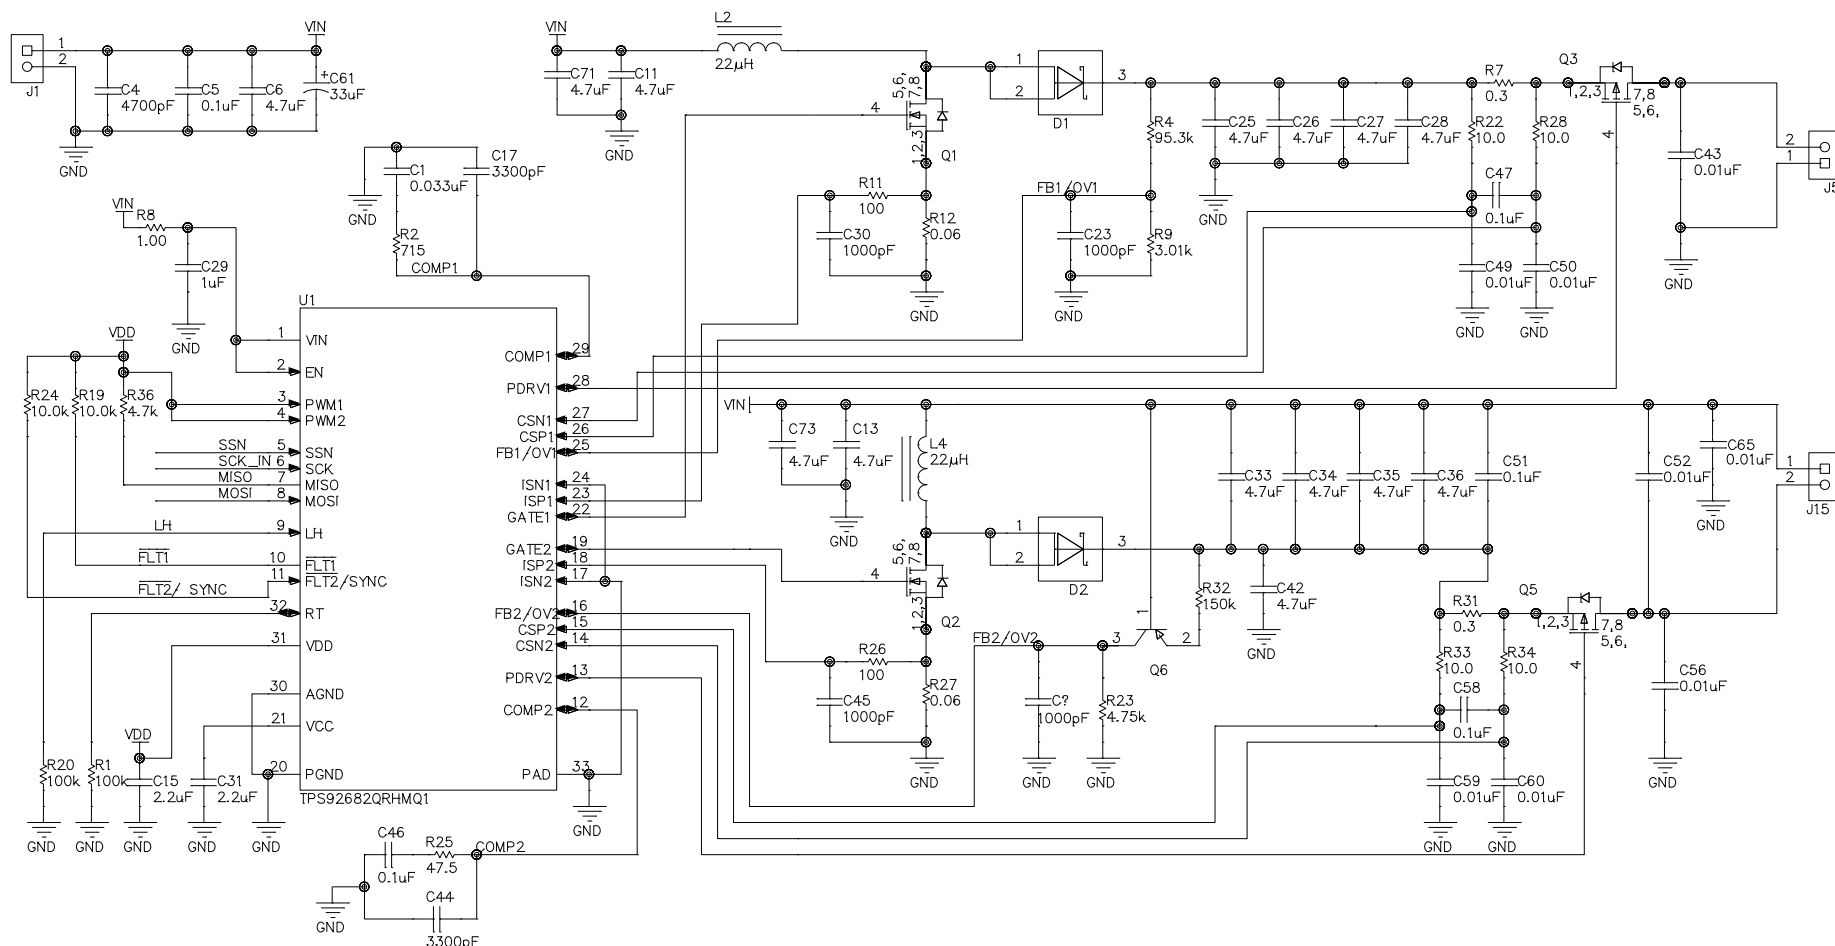 VIN
J1
1
2
C4
4700pF
C5
0.1uF
C6
4.7uF
+
C61
33uF
GND
VIN
C71
4.7uF
C11
4.7uF
GND
L2
22µH
5,6,
7,8
4
1,2,3
Q1
1
2
3
D1
R4
95.3k
C25
4.7uF
C26
4.7uF
C27
4.7uF
C28
4.7uF
GND
R7
0.3
R22
10.0
R28
10.0
Q3
1,2,3
7,8
5,6,
4
C43
0.01uF
GND
2
1
J5
C1
0.033uF
C17
3300pF
GND
R2
715
COMP1
R11
100
C30
1000pF
R12
0.06
GND
FB1/OV1
C23
1000pF
R9
3.01k
GND
C47
0.1uF
C49
0.01uF
C50
0.01uF
GND
GND
VIN
R8
1.00
C29
1uF
GND
VDD
R24
10.0k
R19
10.0k
R36
4.7k
SSN
SCK_IN
MISO
MOSI
LH
FLT1
FLT2/ SYNC
U1
1 VIN
2 EN
3 PWM1
4 PWM2
5 SSN
6 SCK
7 MISO
8 MOSI
9 LH
10 FLT1
11 FLT2/SYNC
32 RT
31 VDD
30 AGND
21 VCC
20 PGND
COMP1 29
PDRV1 28
CSN1 27
CSP1 26
FB1/OV1 25
ISN1 24
ISP1 23
GATE1 22
GATE2 19
ISP2 18
ISN2 17
FB2/OV2 16
CSP2 15
CSN2 14
PDRV2 13
COMP2 12
PAD 33
TPS92682QRHMQ1
GND
R20
100k
R1
100k
VDD
C15
2.2uF
C31
2.2uF
GND
GND
GND
GND
GND
C46
0.1uF
R25
47.5
COMP2
C44
3300pF
GND
VIN
C73
4.7uF
C13
4.7uF
GND
L4
22µH
5,6,
7,8
4
1,2,3
Q2
1
2
3
D2
R26
100
C45
1000pF
R27
0.06
GND
FB2/OV2
C?
1000pF
R23
4.75k
GND
GND
3
1
2
Q6
R32
150k
C42
4.7uF
GND
C33
4.7uF
C34
4.7uF
C35
4.7uF
C36
4.7uF
C51
0.1uF
C52
0.01uF
C65
0.01uF
GND
1
2
J15
R31
0.3
Q5
1,2,3
7,8
5,6,
4
R33
10.0
R34
10.0
C58
0.1uF
C59
0.01uF
C60
0.01uF
GND
GND
C56
0.01uF
GND